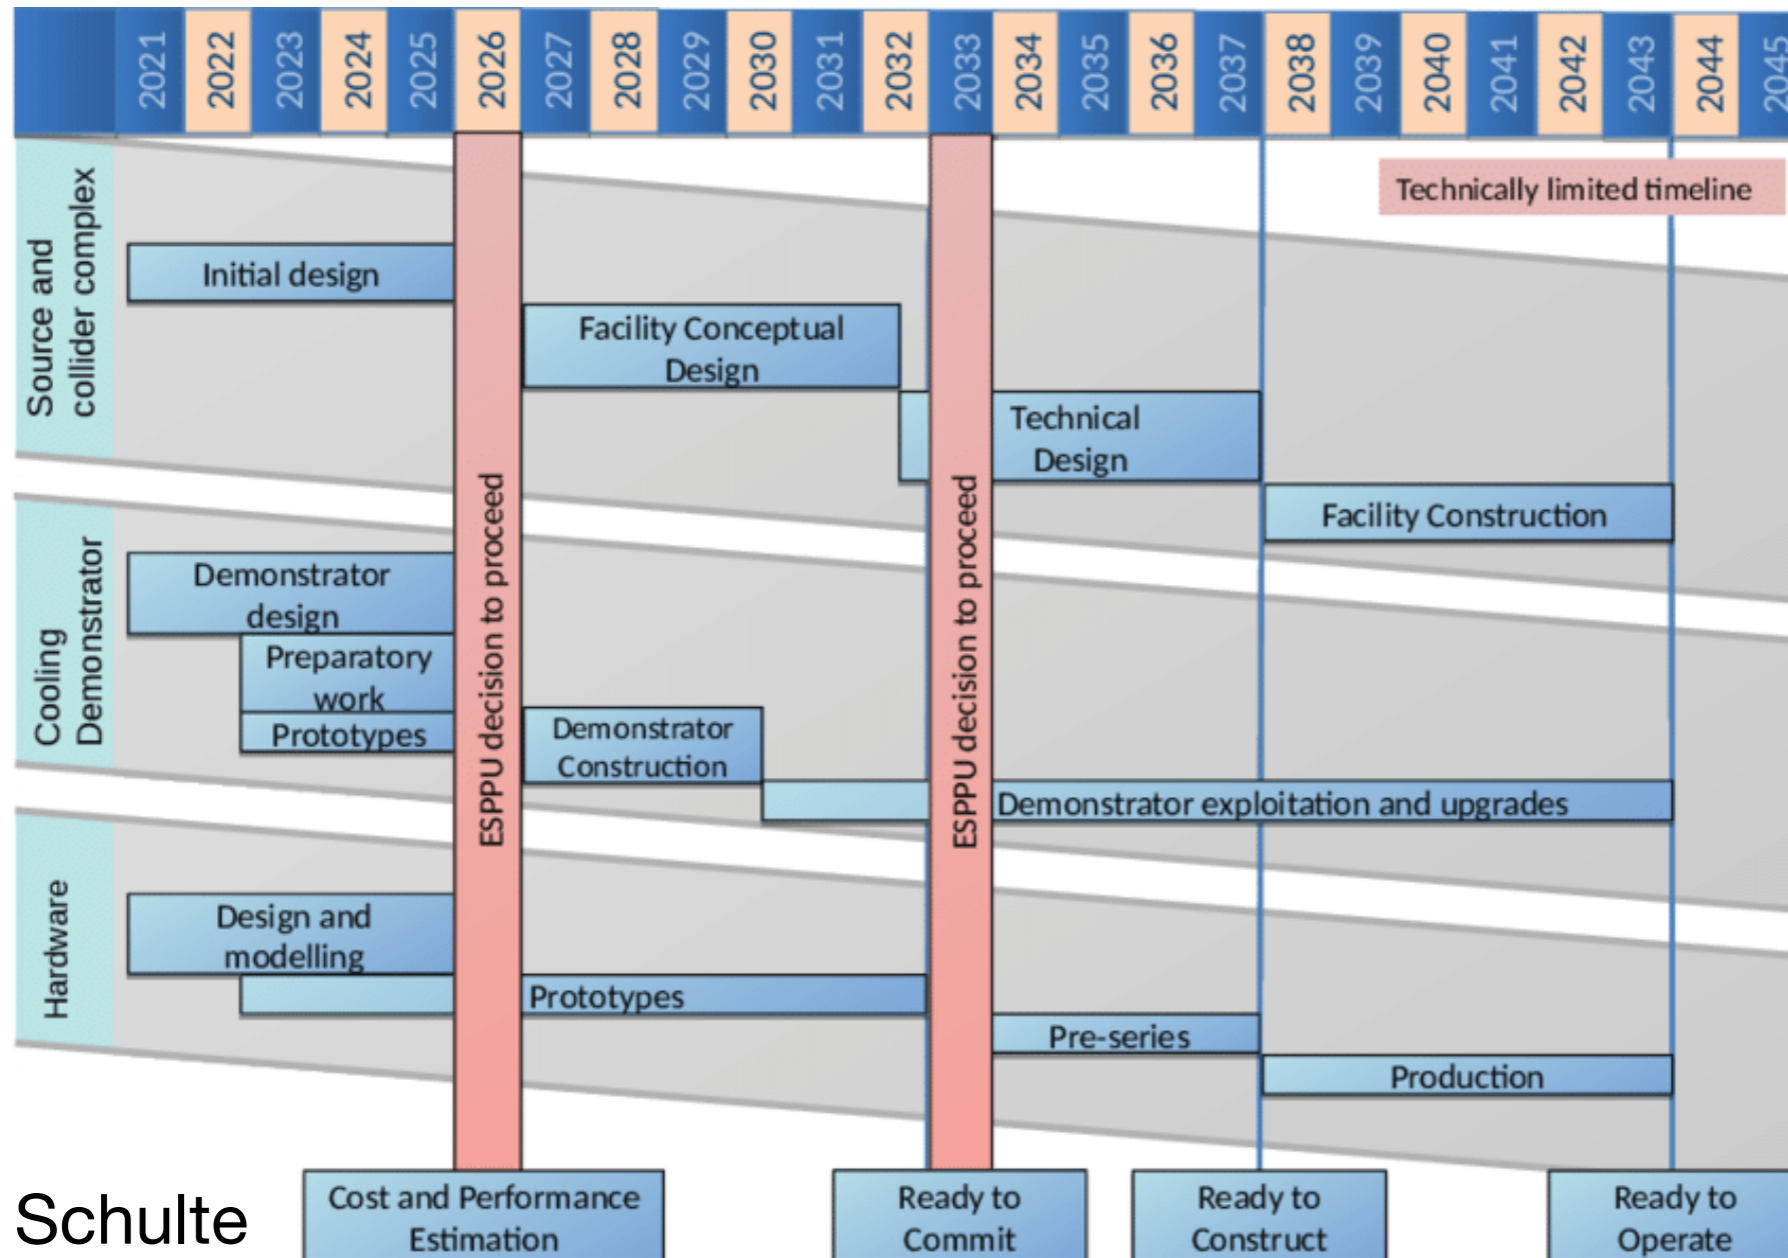 2021 2022 2023 2024 2025 2026 2027 2028 2029 2030 2031 2032 2033 2034 2035 2036 2037 2038 2039 2040 2041 2042 2043 2044 2045
Technically limited timeline
Source and
collider complex
Initial design
Facility Conceptual
Design
Technical
Design
Facility Construction
ESPPU decision to proceed
ESPPU decision to proceed
Cooling
Demonstrator
Demonstrator
design
Preparatory
work
Prototypes
Demonstrator
Construction
Demonstrator exploitation and upgrades
Hardware
Design and
modelling
Prototypes
Pre-series
Production
Cost and Performance
Estimation
Ready to
Commit
Ready to
Construct
Ready to
Operate
Schulte